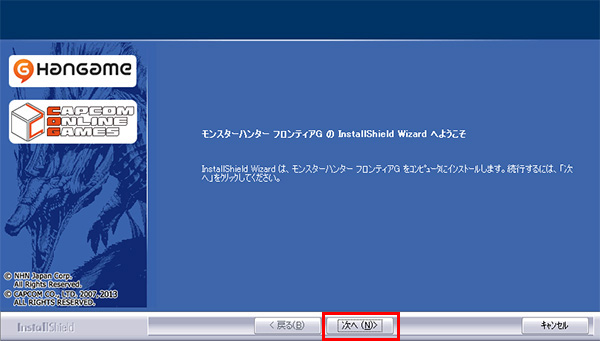 Hangame
CAPCOM
ONLINE
GAMES
モンスターハンター フロンティアG の InstallShield Wizard へようこそ
InstallShield Wizard は、モンスターハンター フロンティアG をコンピュータにインストールします。続行するには、「次
へ」をクリックしてください。
© NHN Japan Corp.
All Rights Reserved.
© CAPCOM CO., LTD. 2007,2013
All Rights Reserved.
InstallShield
< 戻る(B)
次へ (N)>
キャンセル